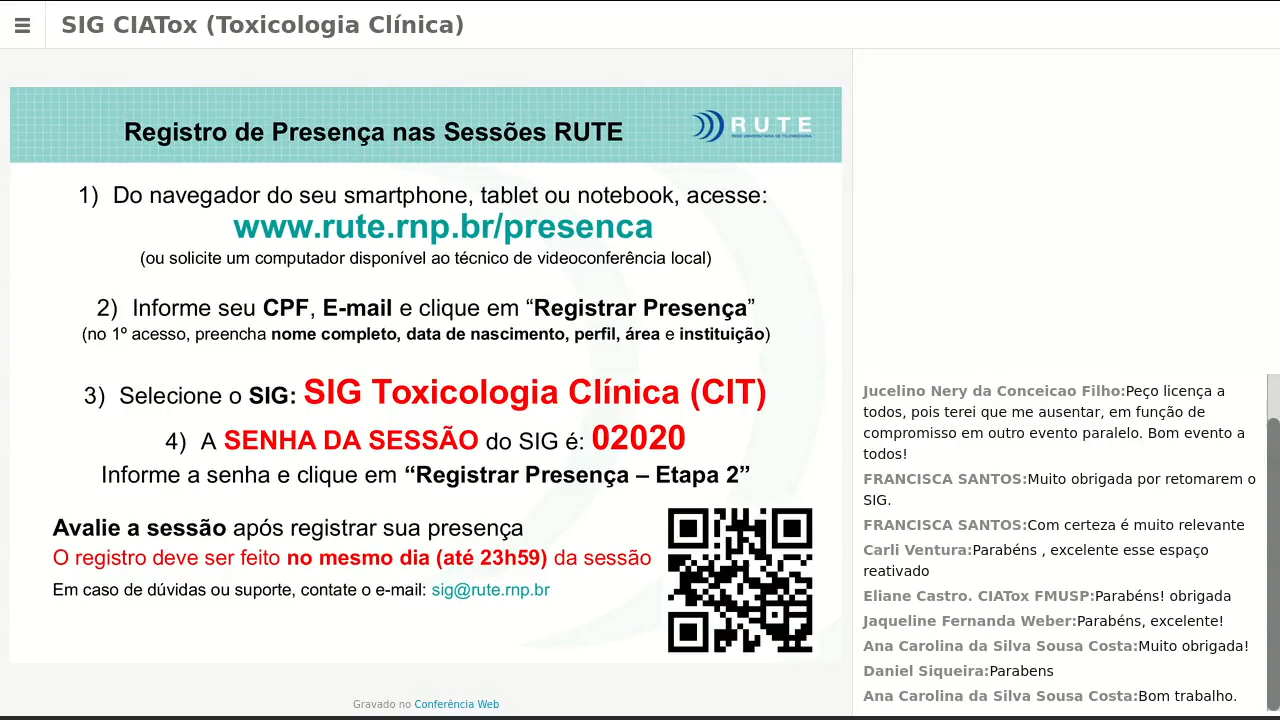 SIG CIATox (Toxicologia Clínica)
Registro de Presença nas Sessões RUTE
RUTE
REDE UNIVERSITÁRIA DE TELEMEDICINA
1) Do navegador do seu smartphone, tablet ou notebook, acesse:
www.rute.rnp.br/presenca
(ou solicite um computador disponível ao técnico de videoconferência local)
2) Informe seu CPF, E-mail e clique em “Registrar Presença”
(no 1º acesso, preencha nome completo, data de nascimento, perfil, área e instituição)
3) Selecione o SIG: SIG Toxicologia Clínica (CIT)
4) A SENHA DA SESSÃO do SIG é: 02020
Informe a senha e clique em “Registrar Presença – Etapa 2”
Avalie a sessão após registrar sua presença
O registro deve ser feito no mesmo dia (até 23h59) da sessão
Em caso de dúvidas ou suporte, contate o e-mail: sig@rute.rnp.br
Gravado no Conferência Web
Jucelino Nery da Conceicao Filho:Peço licença a
todos, pois terei que me ausentar, em função de
compromisso em outro evento paralelo. Bom evento a
todos!
FRANCISCA SANTOS:Muito obrigada por retomarem o
SIG.
FRANCISCA SANTOS:Com certeza é muito relevante
Carli Ventura:Parabéns , excelente esse espaço
reativado
Eliane Castro. CIATox FMUSP:Parabéns! obrigada
Jaqueline Fernanda Weber:Parabéns, excelente!
Ana Carolina da Silva Sousa Costa:Muito obrigada!
Daniel Siqueira:Parabens
Ana Carolina da Silva Sousa Costa:Bom trabalho.